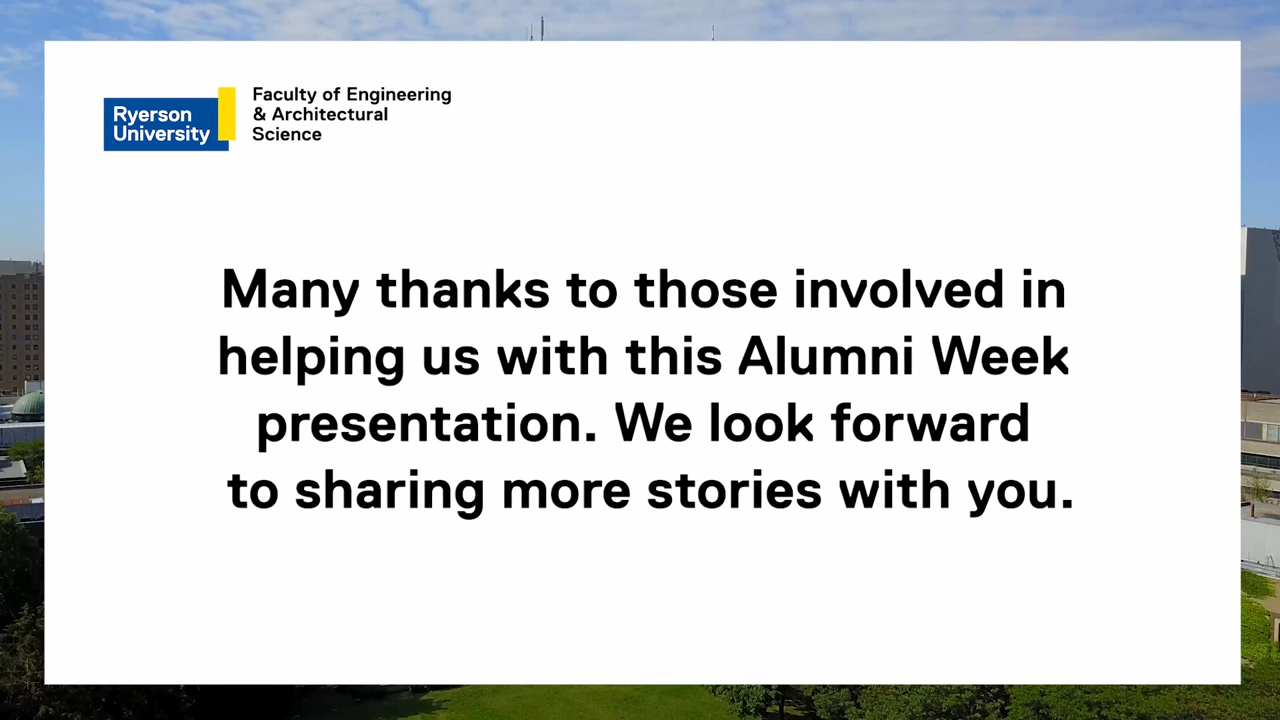 Ryerson
University
Faculty of Engineering
& Architectural
Science
Many thanks to those involved in
helping us with this Alumni Week
presentation. We look forward
to sharing more stories with you.